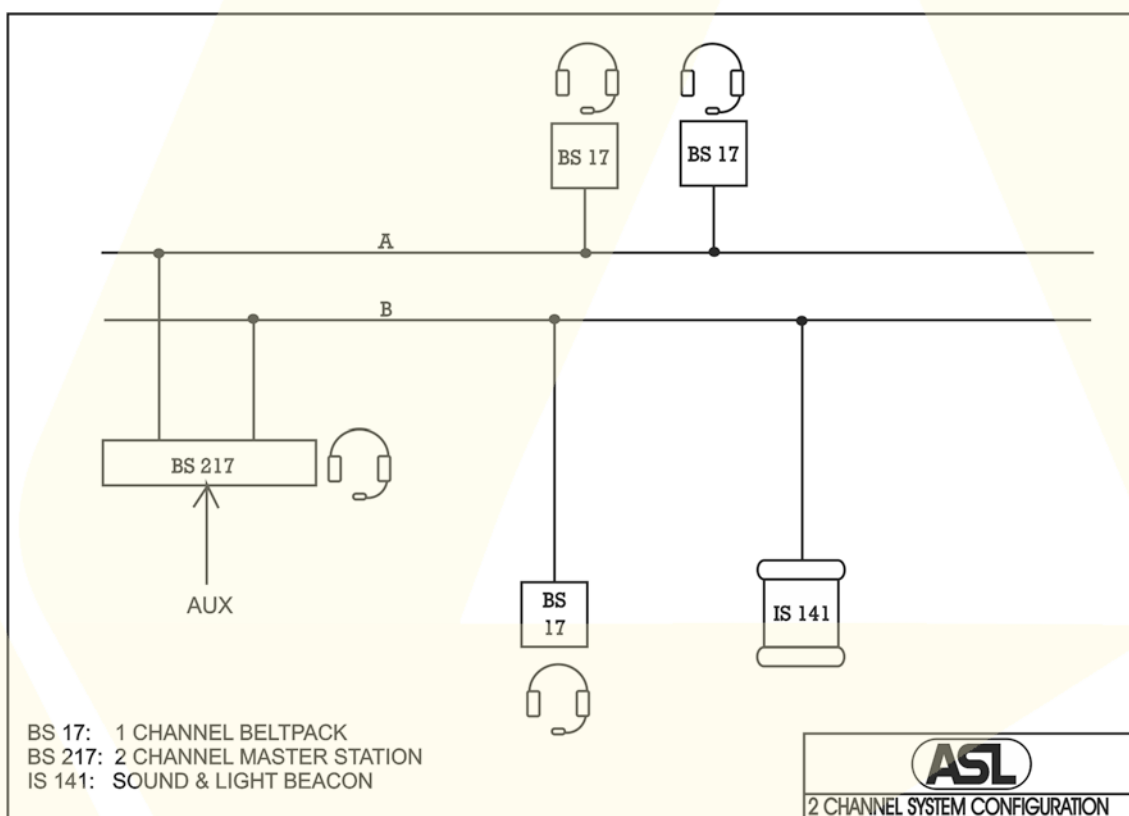 BS 17
BS 17
A
B
BS 217
AUX
BS
17
IS 141
BS 17: 1 CHANNEL BELTPACK
BS 217: 2 CHANNEL MASTER STATION
IS 141: SOUND & LIGHT BEACON
ASL
2 CHANNEL SYSTEM CONFIGURATION